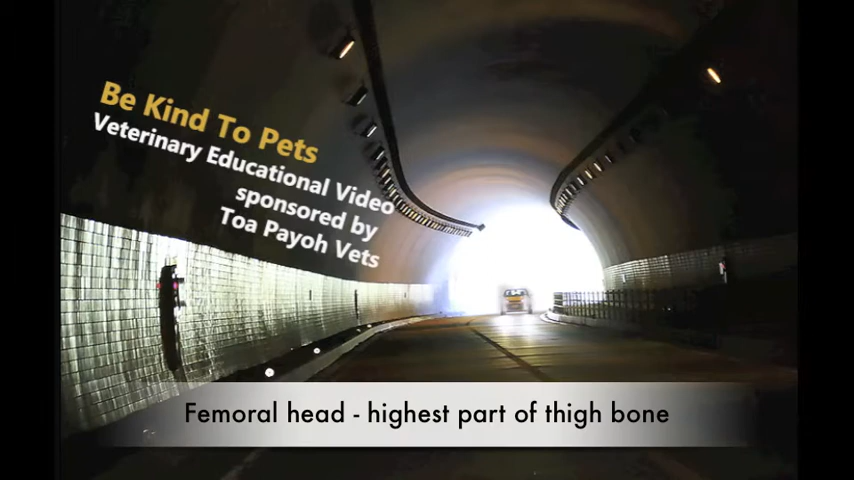 Be Kind To Pets
Veterinary Educational Video
sponsored by
Toa Payoh Vets
Femoral head - highest part of thigh bone